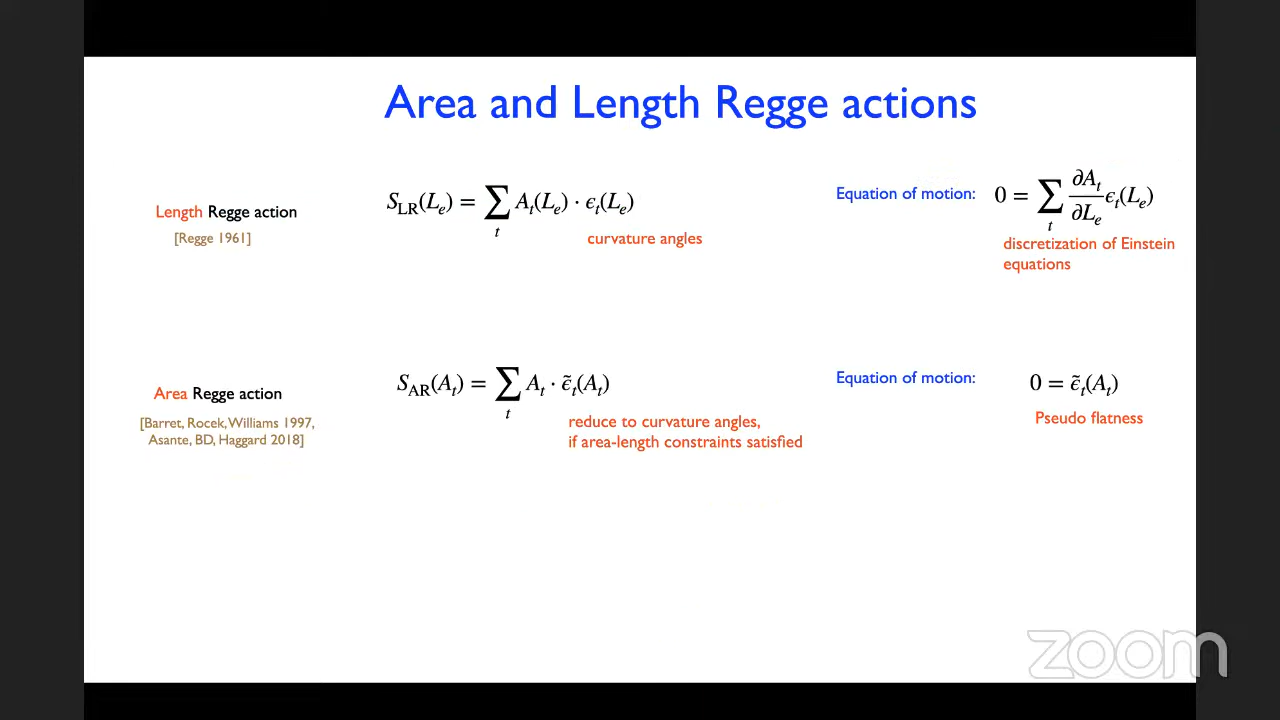 Area and Length Regge actions
Length Regge action
[Regge 1961]
S_LR(L_e) = ∑_t A_t(L_e) · ϵ_t(L_e)
curvature angles
Equation of motion:
0 = ∑_t ∂A_t/∂L_e ϵ_t(L_e)
discretization of Einstein
equations
Area Regge action
[Barret, Rocek, Williams 1997,
Asante, BD, Haggard 2018]
S_AR(A_t) = ∑_t A_t · ϵ̃_t(A_t)
reduce to curvature angles,
if area-length constraints satisfied
Equation of motion:
0 = ϵ̃_t(A_t)
Pseudo flatness
zoom